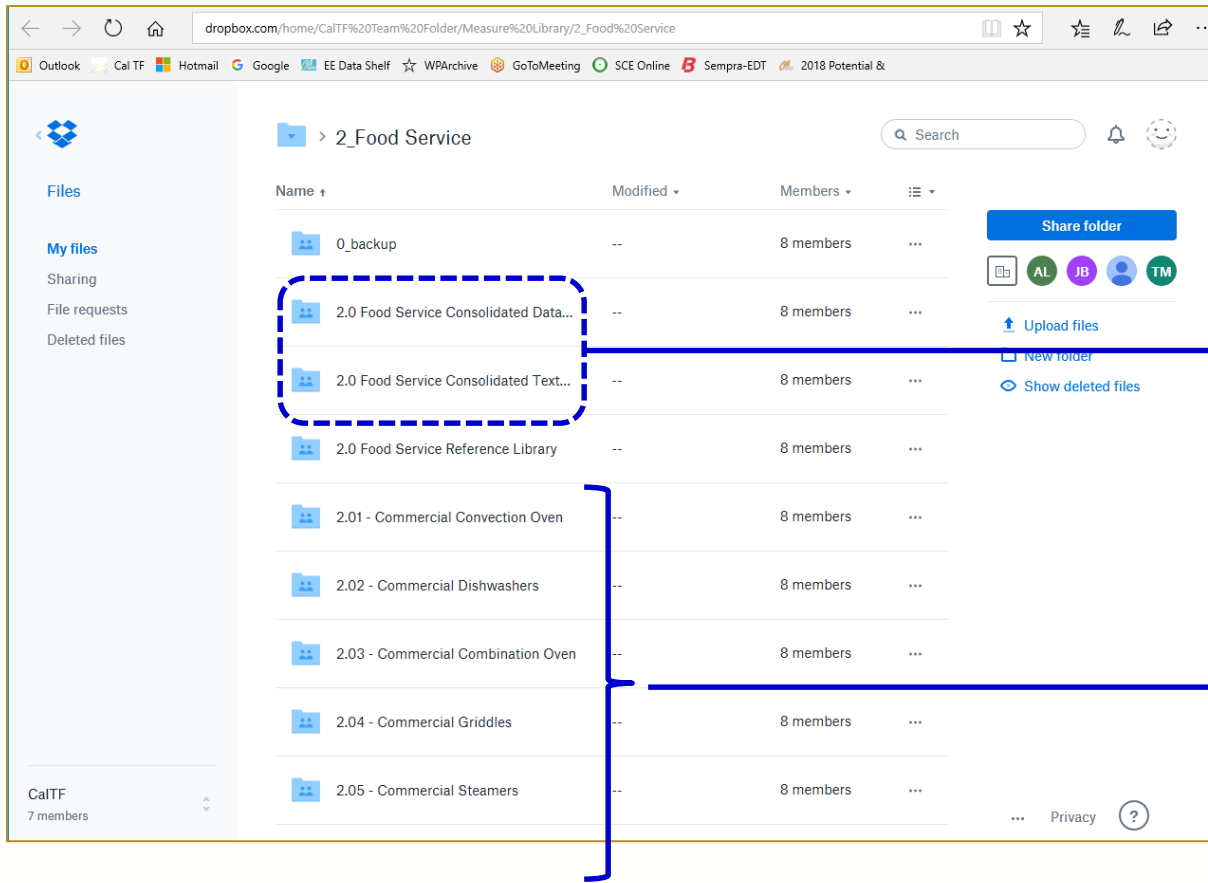 dropbox.com/home/CalTF%20Team%20Folder/Measure%20Library/2_Food%20Service
Outlook Cal TF Hotmail Google EE Data Shelf WPArchive GoToMeeting SCE Online Sempra-EDT 2018 Potential &
2_Food Service
Search
Files
Name Modified Members
My files
Sharing
File requests
Deleted files
0_backup -- 8 members
2.0 Food Service Consolidated Data... -- 8 members
2.0 Food Service Consolidated Text... -- 8 members
2.0 Food Service Reference Library -- 8 members
2.01 - Commercial Convection Oven -- 8 members
2.02 - Commercial Dishwashers -- 8 members
2.03 - Commercial Combination Oven -- 8 members
2.04 - Commercial Griddles -- 8 members
2.05 - Commercial Steamers -- 8 members
Share folder
AL JB TM
Upload files
New folder
Show deleted files
CalTF
7 members
... Privacy ?